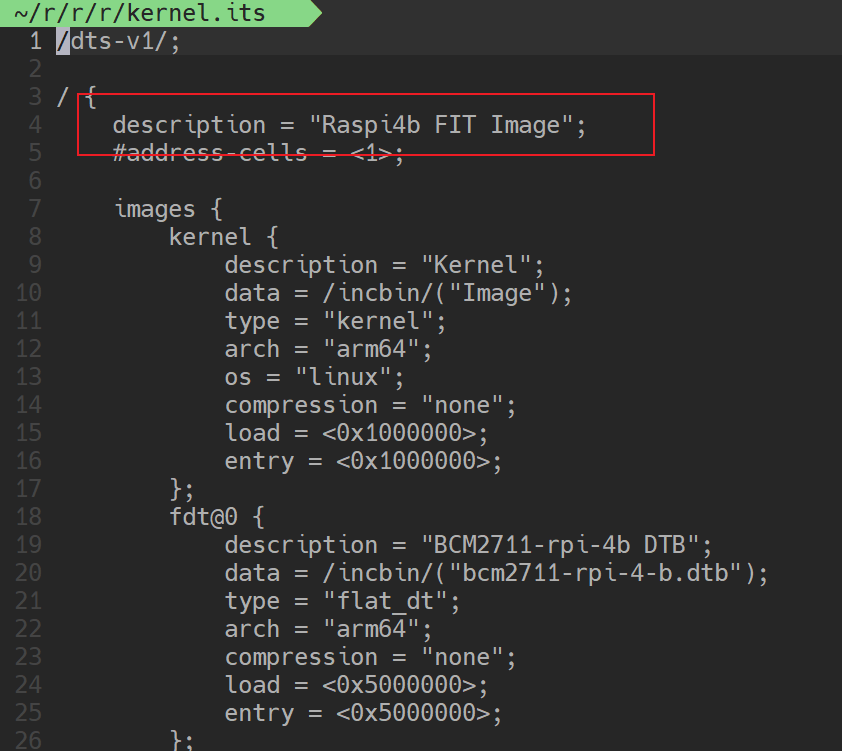 ~/r/r/r/kernel.its
1 /dts-v1/;
2
3 / {
4 description = "Raspi4b FIT Image";
5 #address-cells = <1>;
6
7 images {
8 kernel {
9 description = "Kernel";
10 data = /incbin/("Image");
11 type = "kernel";
12 arch = "arm64";
13 os = "linux";
14 compression = "none";
15 load = <0x1000000>;
16 entry = <0x1000000>;
17 };
18 fdt@0 {
19 description = "BCM2711-rpi-4b DTB";
20 data = /incbin/("bcm2711-rpi-4-b.dtb");
21 type = "flat_dt";
22 arch = "arm64";
23 compression = "none";
24 load = <0x5000000>;
25 entry = <0x5000000>;
26 };